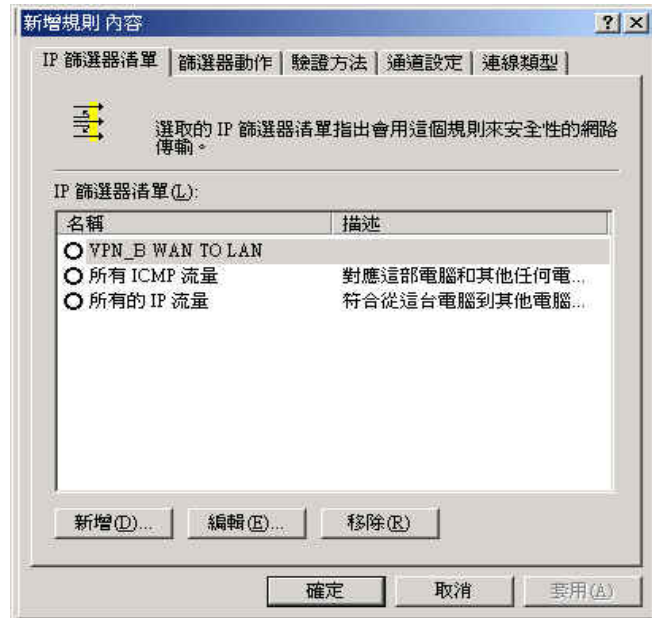 新增規則 內容
IP 篩選器清單 篩選器動作 驗證方法 通道設定 連線類型
選取的 IP 篩選器清單指出會用這個規則來安全性的網路
傳輸。
IP 篩選器清單(L):
名稱 描述
VPN_B WAN TO LAN
所有 ICMP 流量 對應這部電腦和其他任何電...
所有的 IP 流量 符合從這台電腦到其他電腦...
新增(D)... 編輯(E)... 移除(R)
確定 取消 套用(A)